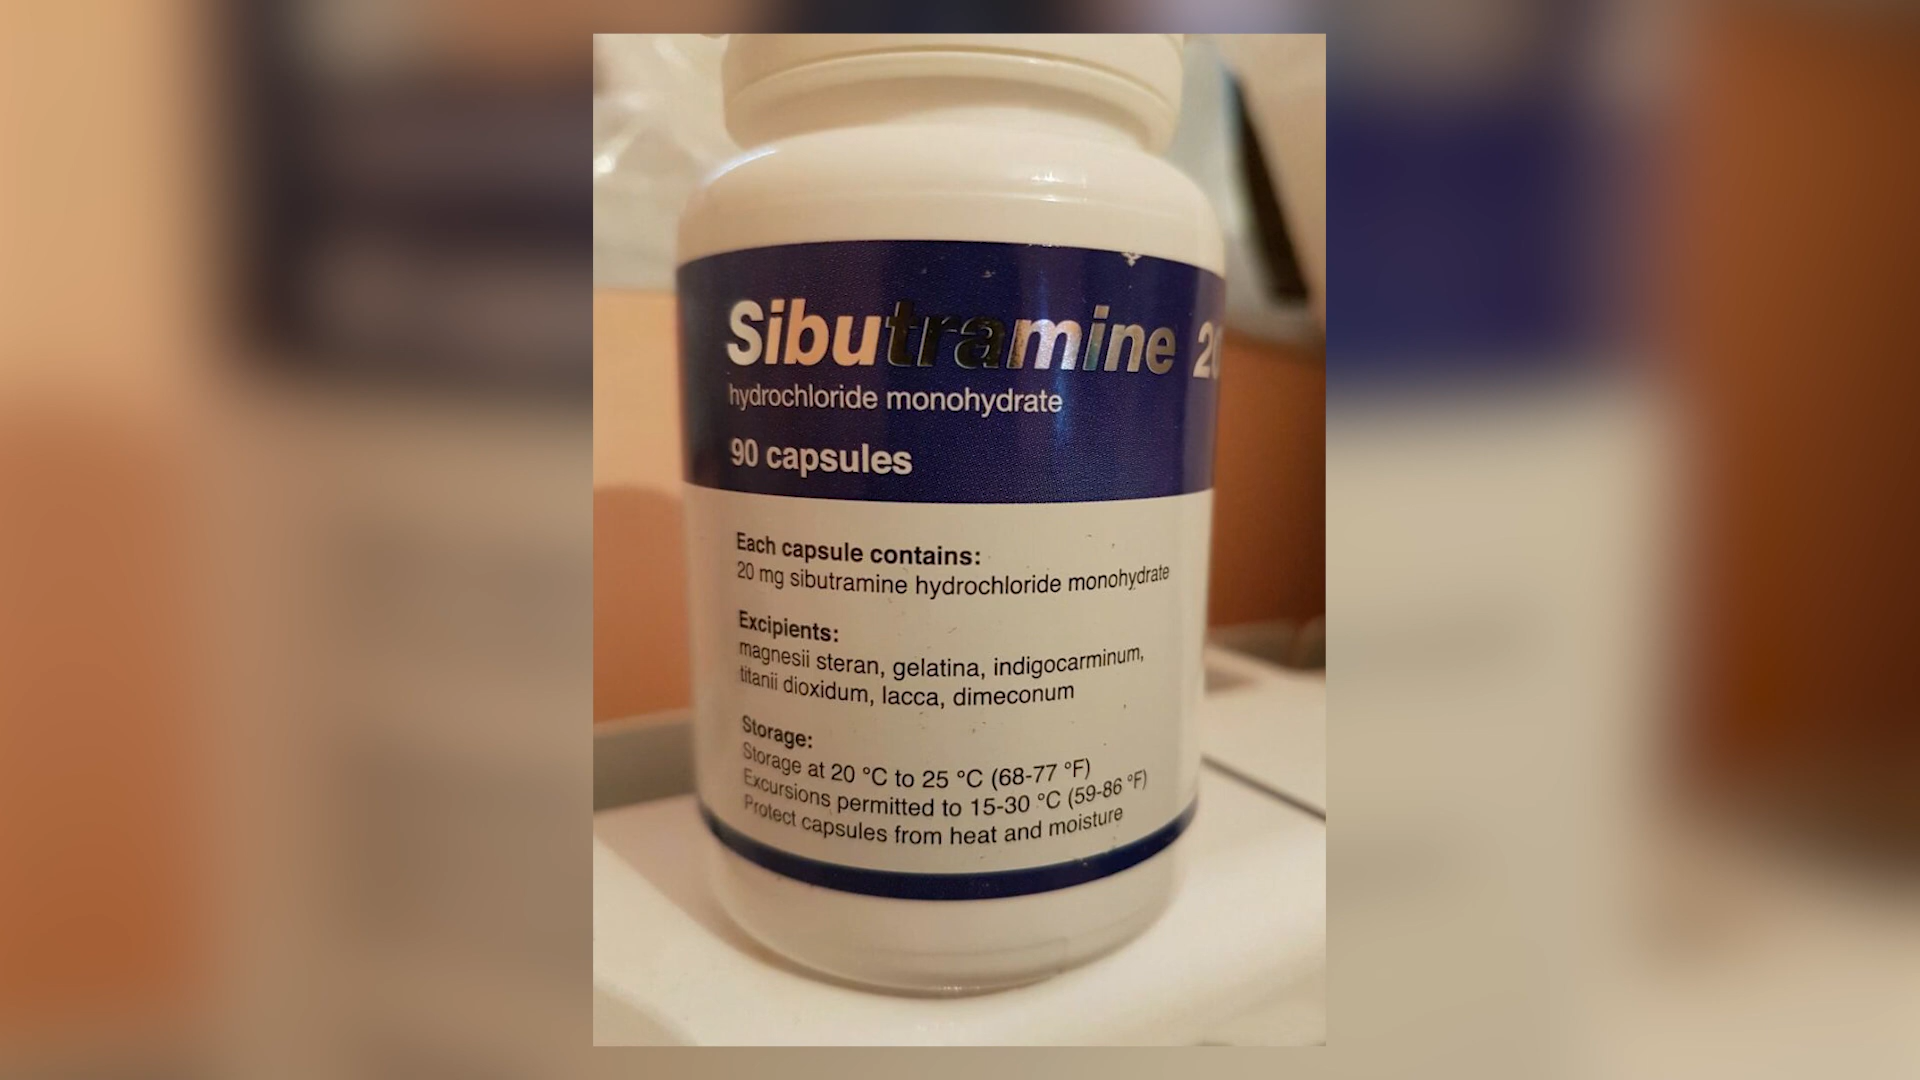 Sibutramine 20
hydrochloride monohydrate
90 capsules
Each capsule contains:
20 mg sibutramine hydrochloride monohydrate
Excipients:
magnesii steran, gelatina, indigocarminum,
titanii dioxidum, lacca, dimeconum
Storage:
Storage at 20 °C to 25 °C (68-77 °F)
Excursions permitted to 15-30 °C (59-86 °F)
Protect capsules from heat and moisture